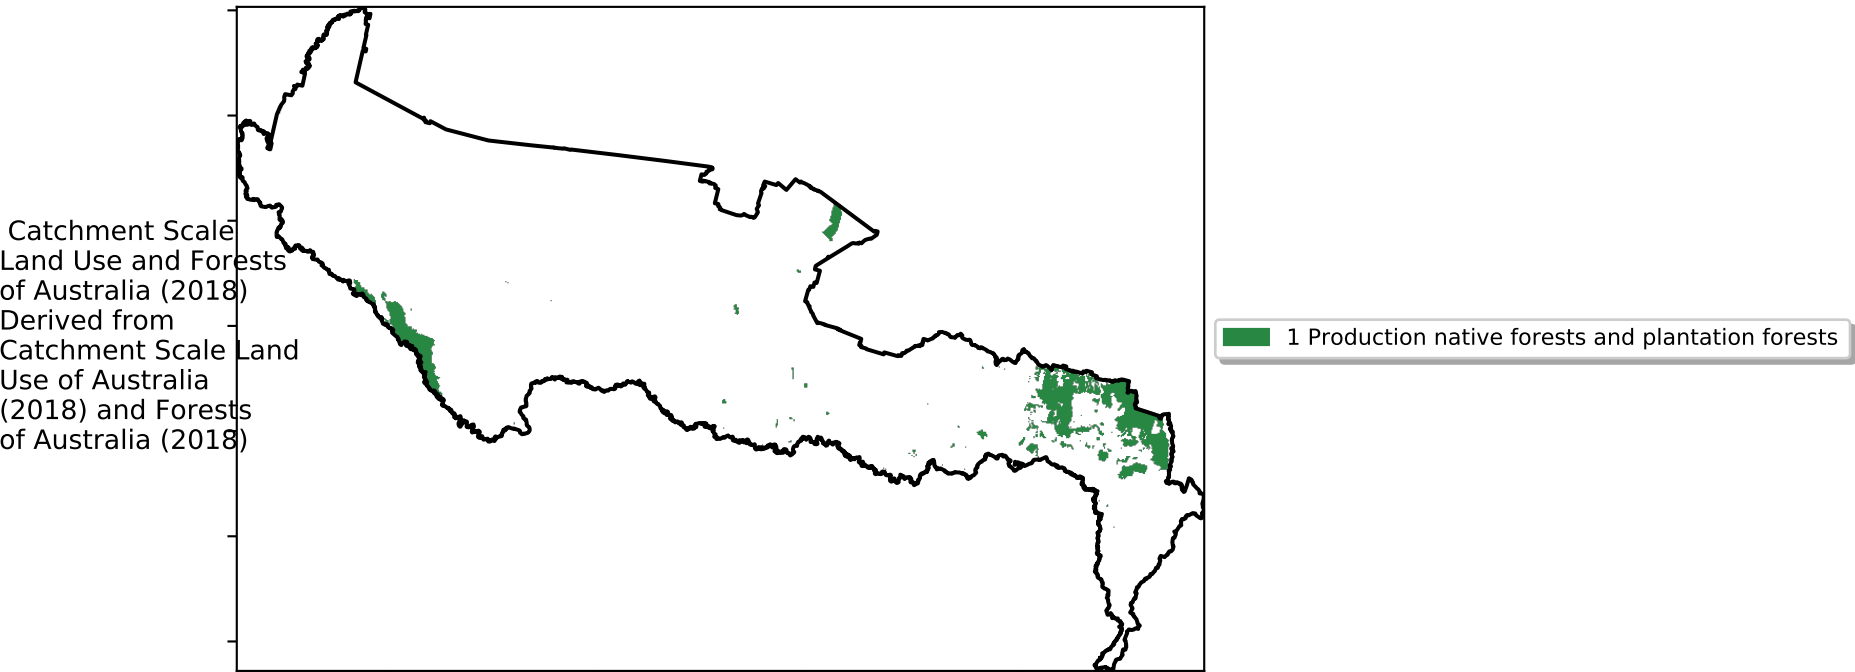 Catchment Scale
Land Use and Forests
of Australia (2018)
Derived from
Catchment Scale Land
Use of Australia
(2018) and Forests
of Australia (2018)
1 Production native forests and plantation forests